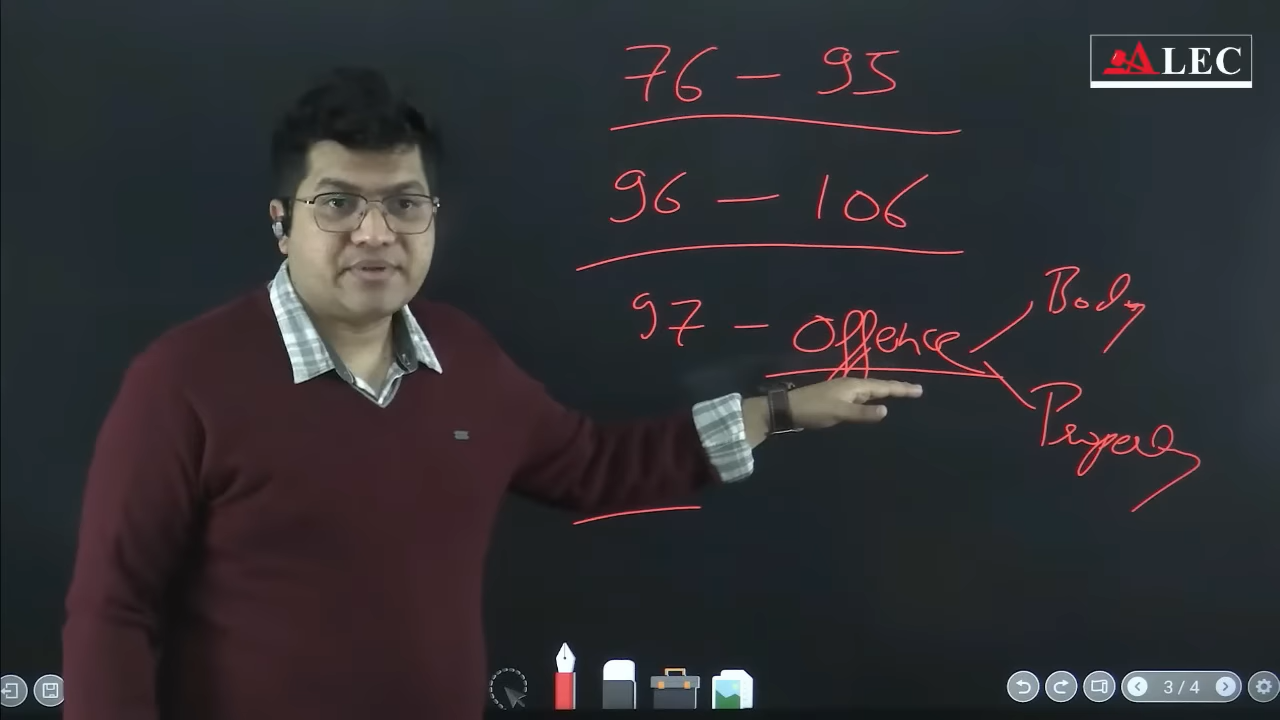 ALEC
76 – 95
96 – 106
97 – Offence
Body
Property
3 / 4